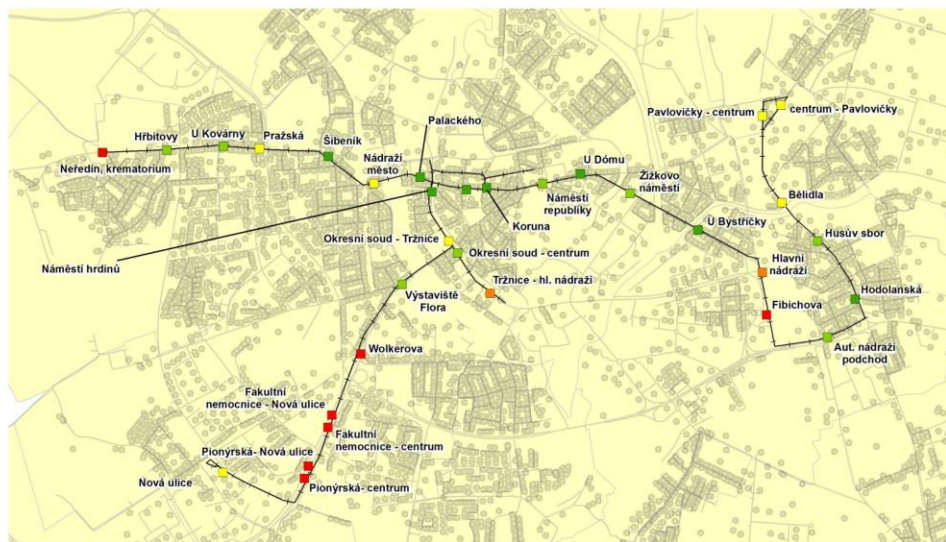 Palackého
Pavlovičky - centrum
centrum - Pavlovičky
Hřbitovy
U Kovárny
Pražská
Šibeník
Neředín, krematorium
Nádraží
město
U Dómu
Žižkovo
náměstí
Náměstí
republiky
Koruna
Bělidla
U Bystřičky
Husův sbor
Okresní soud - Tržnice
Okresní soud - centrum
Náměstí hrdinů
Tržnice - hl. nádraží
Hlavní
nádraží
Výstaviště
Flora
Hodolanská
Fibichova
Aut. nádraží
podchod
Wolkerova
Fakultní
nemocnice - Nová ulice
Fakultní
nemocnice - centrum
Pionýrská- Nová ulice
Nová ulice
Pionýrská- centrum